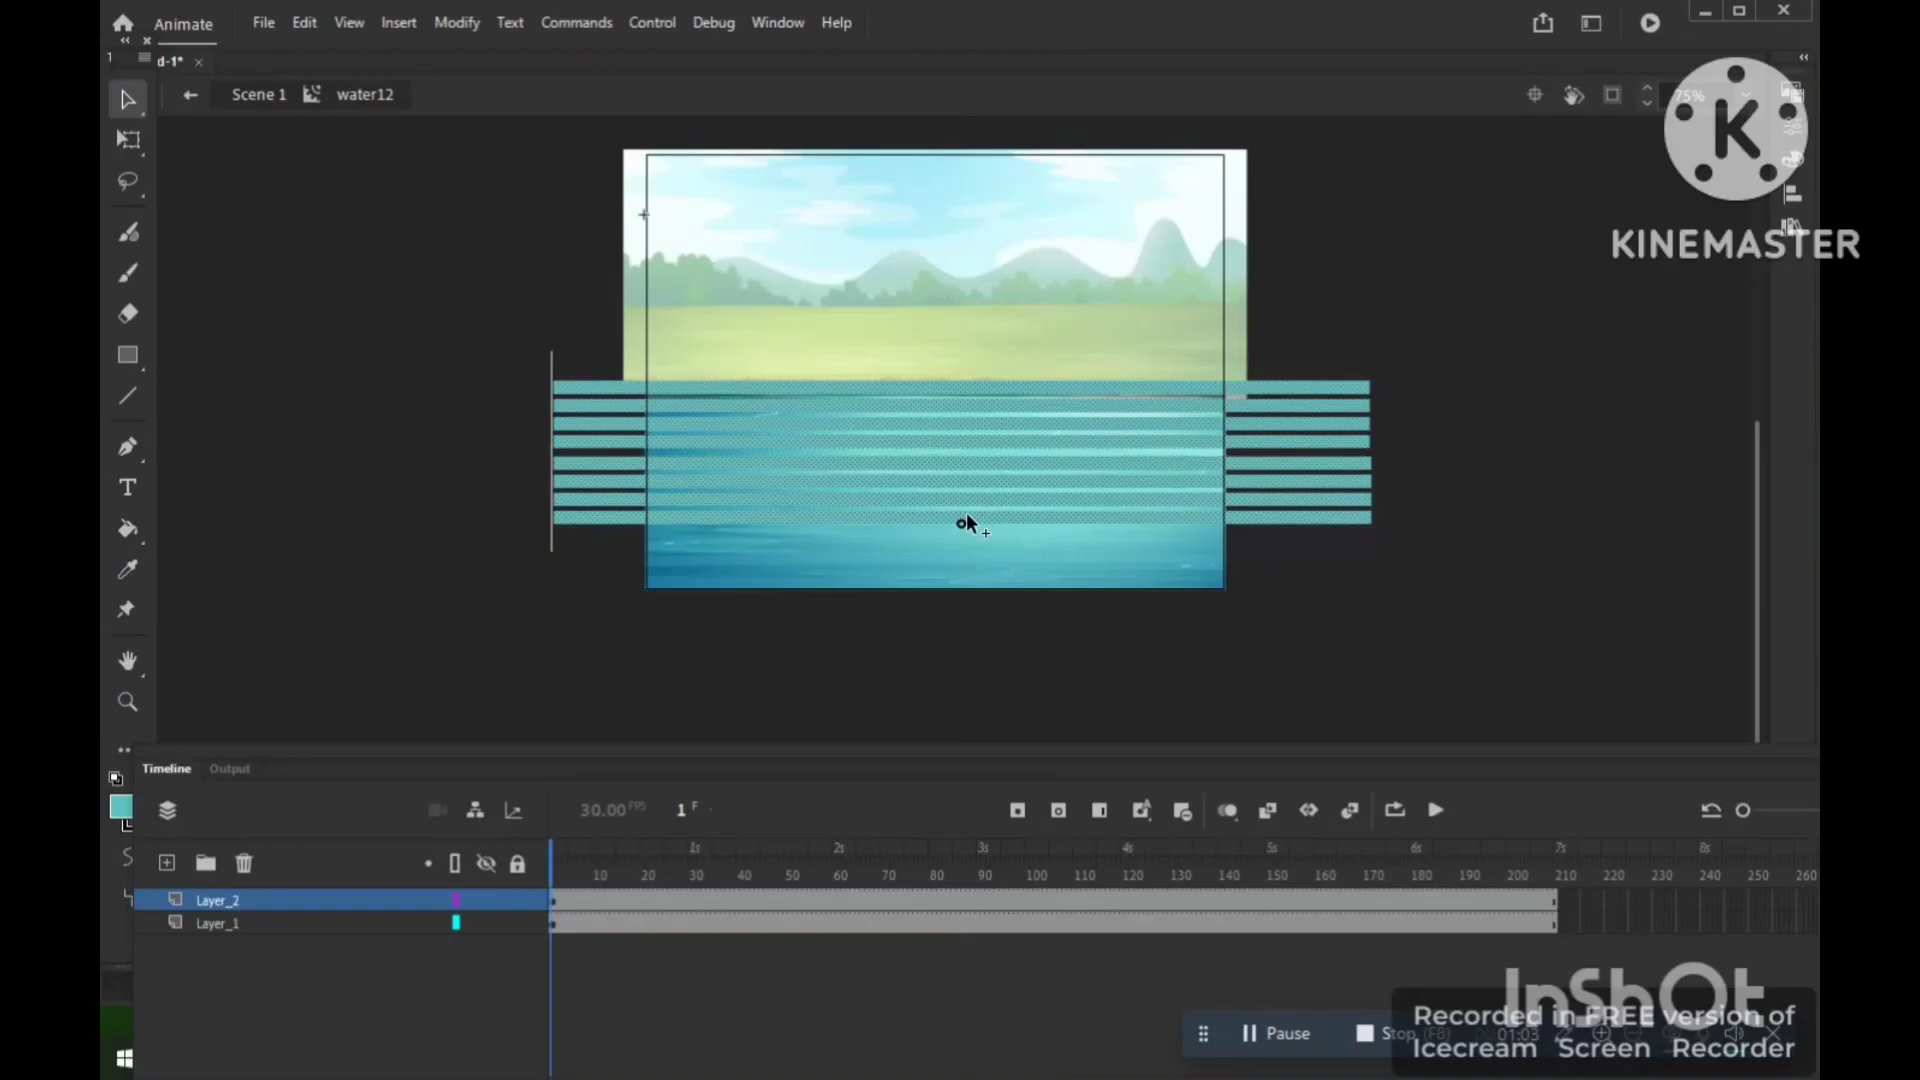 Animate File Edit View Insert Modify Text Commands Control Debug Window Help
d-1*
Scene 1 water12 75%
KINEMASTER
Timeline Output
30.00 FPS 1 F
1s 2s 3s 4s 5s 6s 7s 8s
10 20 30 40 50 60 70 80 90 100 110 120 130 140 150 160 170 180 190 200 210 220 230 240 250 260
Layer_2
Layer_1
InShOt
Pause Stop (F8) 01:03
Recorded in FREE version of
Icecream Screen Recorder